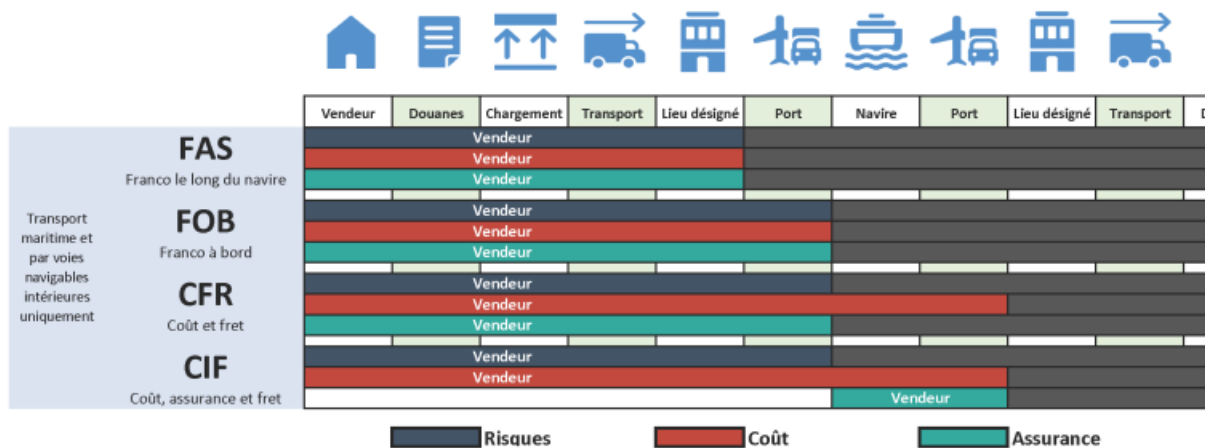 Vendeur Douanes Chargement Transport Lieu désigné Port Navire Port Lieu désigné Transport
Transport
maritime et
par voies
navigables
intérieures
uniquement
FAS
Franco le long du navire
Vendeur
Vendeur
Vendeur
FOB
Franco à bord
Vendeur
Vendeur
Vendeur
CFR
Coût et fret
Vendeur
Vendeur
Vendeur
CIF
Coût, assurance et fret
Vendeur
Vendeur
Vendeur
Risques Coût Assurance